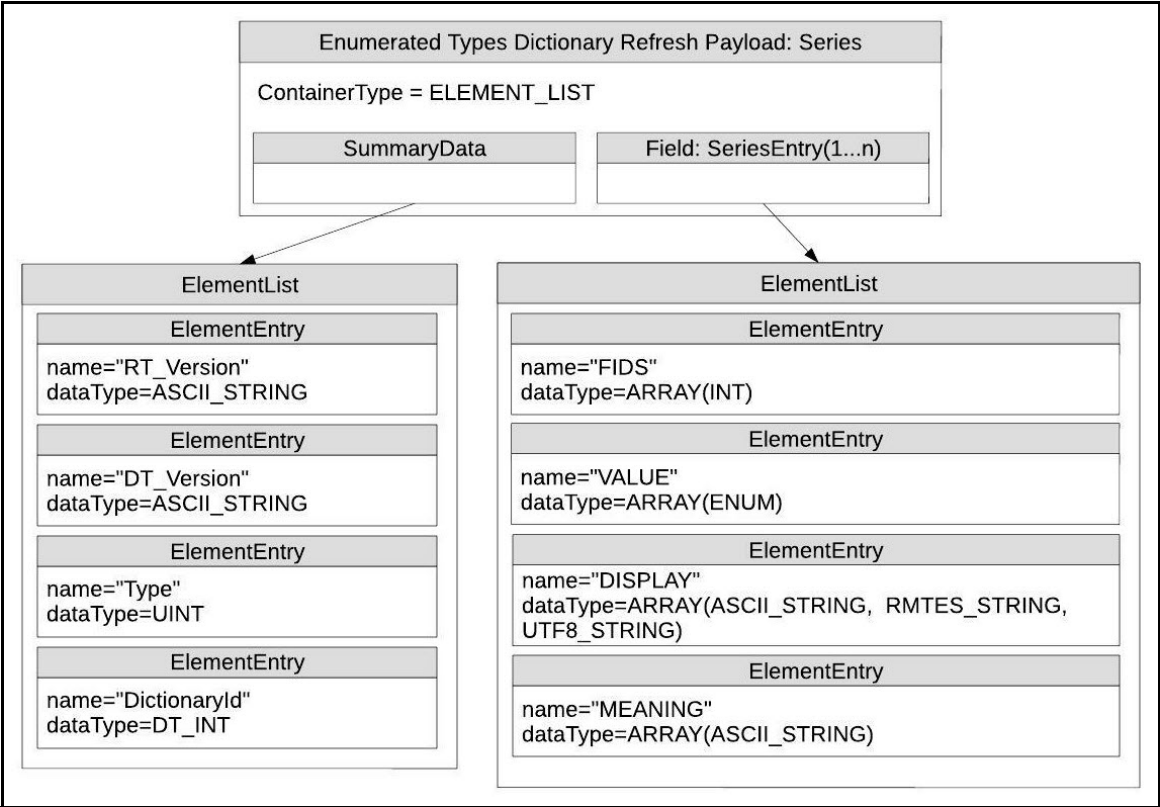 Enumerated Types Dictionary Refresh Payload: Series
ContainerType = ELEMENT_LIST
SummaryData
Field: SeriesEntry(1...n)
ElementList
ElementEntry
name="RT_Version"
dataType=ASCII_STRING
ElementEntry
name="DT_Version"
dataType=ASCII_STRING
ElementEntry
name="Type"
dataType=UINT
ElementEntry
name="DictionaryId"
dataType=DT_INT
ElementList
ElementEntry
name="FIDS"
dataType=ARRAY(INT)
ElementEntry
name="VALUE"
dataType=ARRAY(ENUM)
ElementEntry
name="DISPLAY"
dataType=ARRAY(ASCII_STRING, RMTES_STRING,
UTF8_STRING)
ElementEntry
name="MEANING"
dataType=ARRAY(ASCII_STRING)